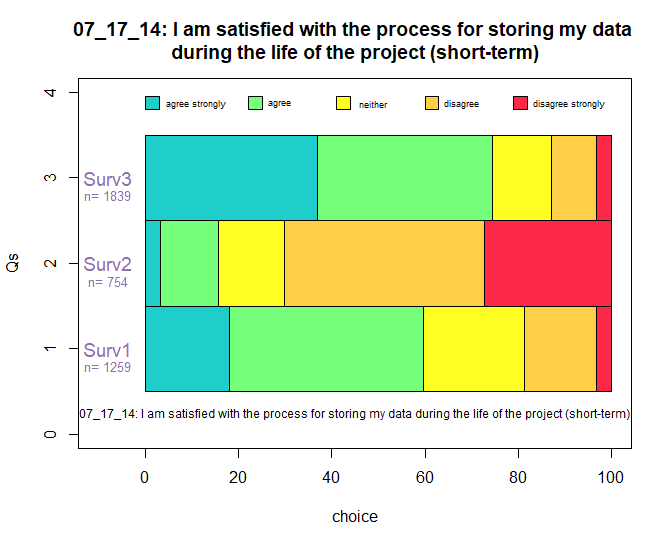 07_17_14: I am satisfied with the process for storing my data
during the life of the project (short-term)
agree strongly
agree
neither
disagree
disagree strongly
4
3
2
1
0
Qs
Surv3
n= 1839
Surv2
n= 754
Surv1
n= 1259
07_17_14: I am satisfied with the process for storing my data during the life of the project (short-term)
0 20 40 60 80 100
choice